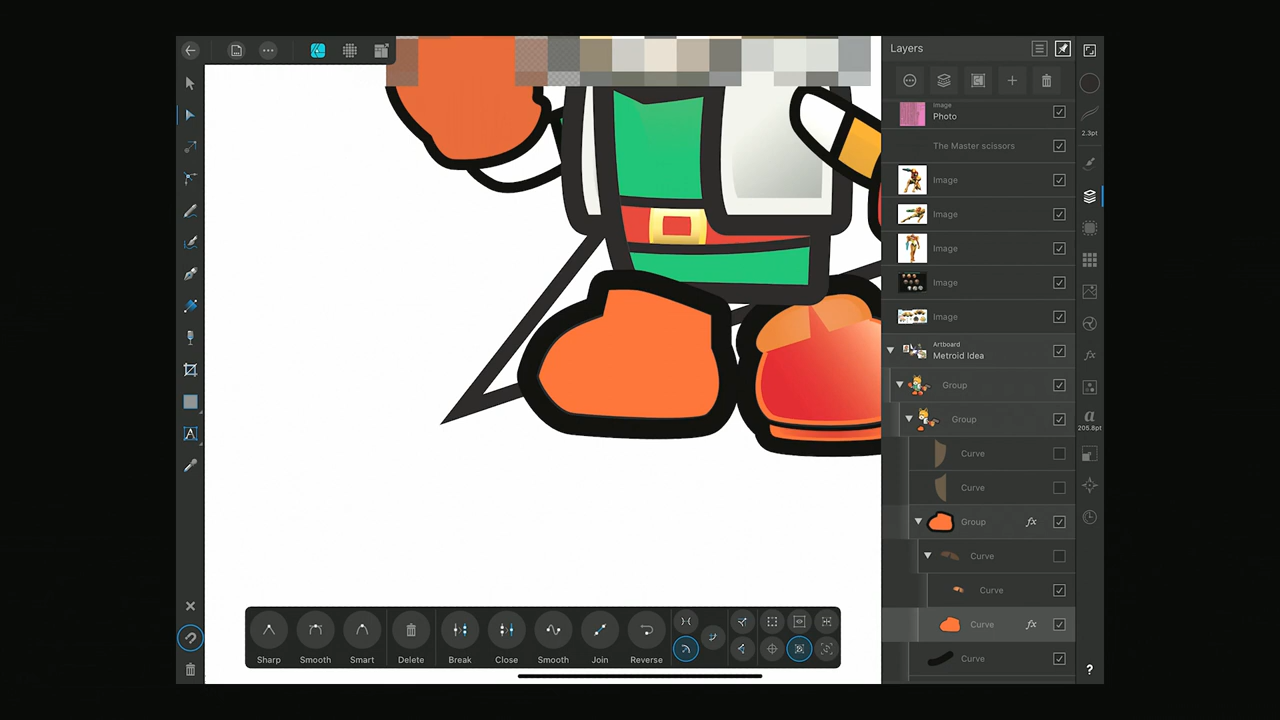 Layers
Image
Photo
2.3pt
The Master scissors
Image
Image
Image
Image
Image
Artboard
Metroid Idea
Group
Group
a
205.8pt
Curve
Curve
Group
fx
Curve
Curve
Curve
fx
Curve
fx
A
Sharp
Smooth
Smart
Delete
Break
Close
Smooth
Join
Reverse
?